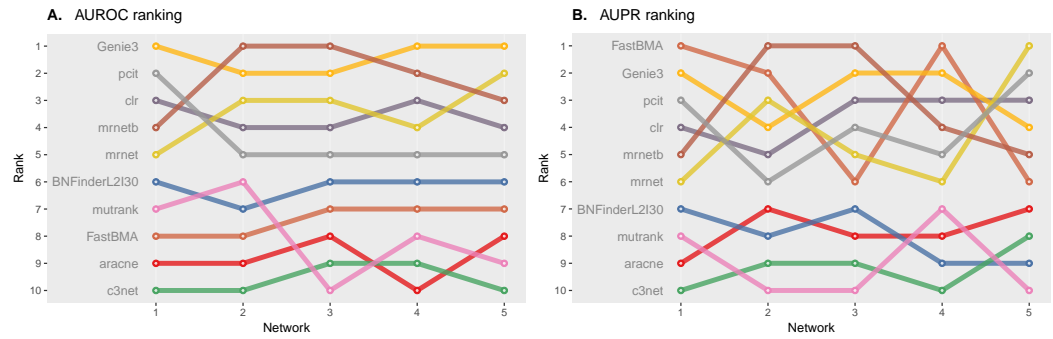 A. AUROC ranking
Rank
1
2
3
4
5
6
7
8
9
10
Genie3
pcit
clr
mrnetb
mrnet
BNFinderL2I30
mutrank
FastBMA
aracne
c3net
1 2 3 4 5
Network
B. AUPR ranking
Rank
1
2
3
4
5
6
7
8
9
10
FastBMA
Genie3
pcit
clr
mrnetb
mrnet
BNFinderL2I30
mutrank
aracne
c3net
1 2 3 4 5
Network